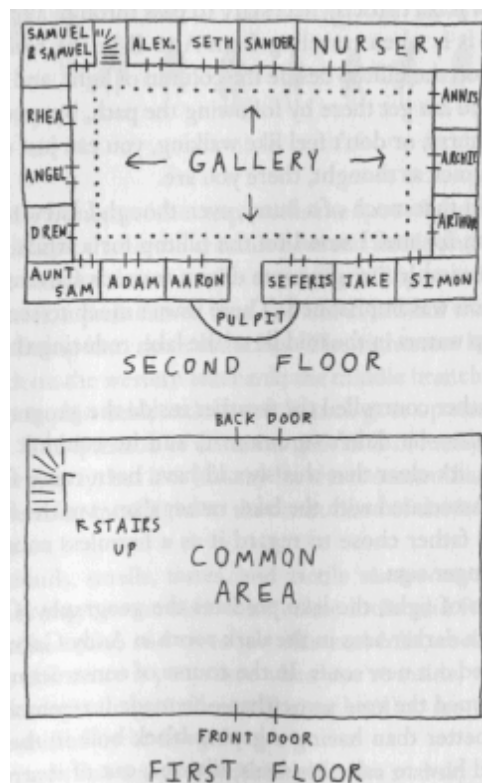 SAMUEL & SAMUEL
ALEX.
SETH
SANDER
NURSERY
RHEA
ANNIS
← GALLERY →
ANGEL
ARCHIE
DREW
ARTHUR
AUNT SAM
ADAM
AARON
SEFERIS
JAKE
SIMON
PULPIT
SECOND FLOOR
BACK DOOR
STAIRS
UP
COMMON
AREA
FRONT DOOR
FIRST FLOOR